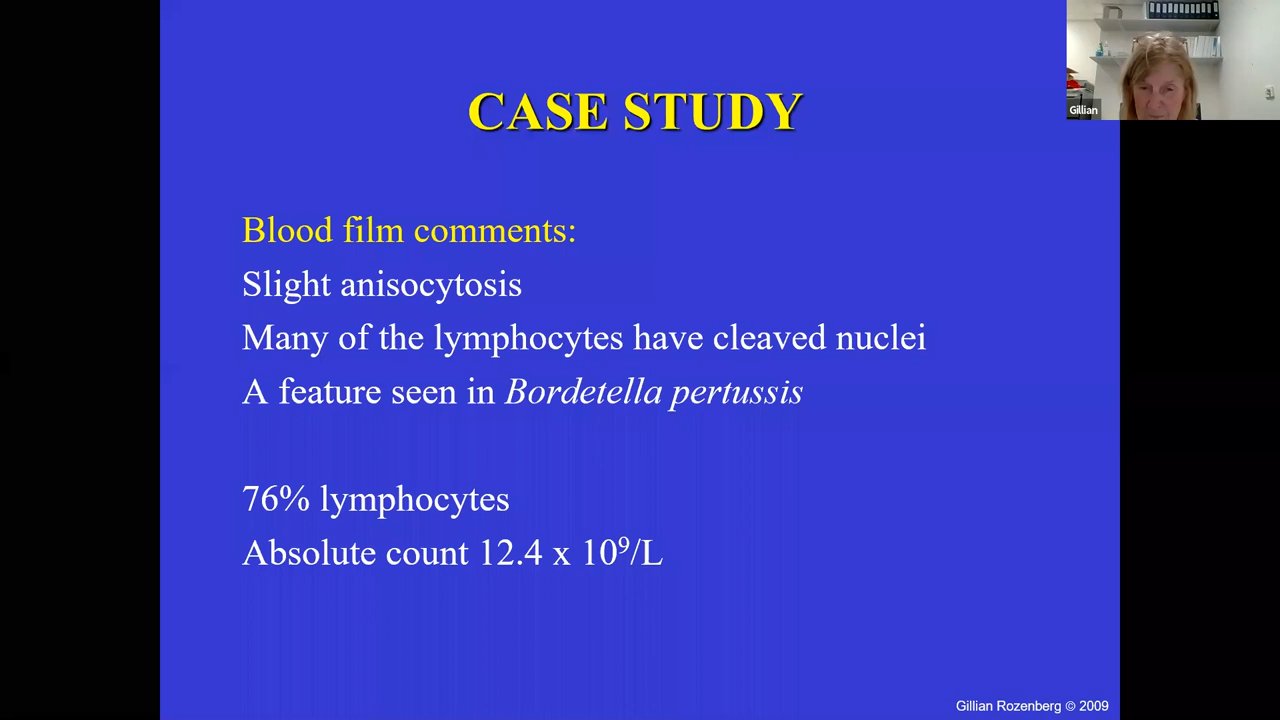 Gillian
CASE STUDY
Blood film comments:
Slight anisocytosis
Many of the lymphocytes have cleaved nuclei
A feature seen in Bordetella pertussis
76% lymphocytes
Absolute count 12.4 x 10⁹/L
Gillian Rozenberg © 2009